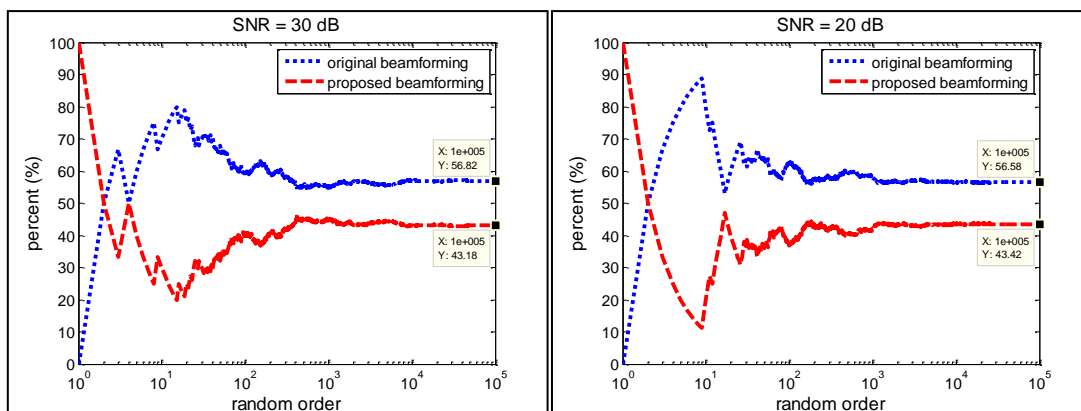 SNR = 30 dB
100
90
80
70
60
50
40
30
20
10
0
percent (%)
original beamforming
proposed beamforming
X: 1e+005
Y: 56.82
X: 1e+005
Y: 43.18
10^0
10^1
10^2
10^3
10^4
10^5
random order
SNR = 20 dB
100
90
80
70
60
50
40
30
20
10
0
percent (%)
original beamforming
proposed beamforming
X: 1e+005
Y: 56.58
X: 1e+005
Y: 43.42
10^0
10^1
10^2
10^3
10^4
10^5
random order